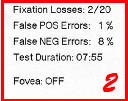 Fixation Losses: 2/20
False POS Errors: 1 %
False NEG Errors: 8 %
Test Duration: 07:55
Fovea: OFF
2